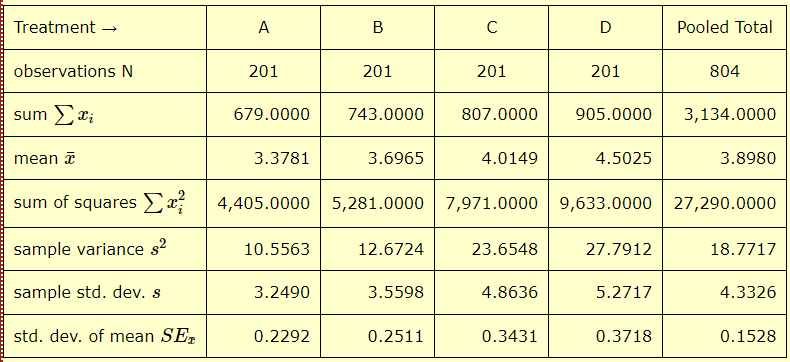 Treatment → A B C D Pooled Total
observations N 201 201 201 201 804
sum ∑xᵢ 679.0000 743.0000 807.0000 905.0000 3,134.0000
mean x̄ 3.3781 3.6965 4.0149 4.5025 3.8980
sum of squares ∑xᵢ² 4,405.0000 5,281.0000 7,971.0000 9,633.0000 27,290.0000
sample variance s² 10.5563 12.6724 23.6548 27.7912 18.7717
sample std. dev. s 3.2490 3.5598 4.8636 5.2717 4.3326
std. dev. of mean SEx̄ 0.2292 0.2511 0.3431 0.3718 0.1528